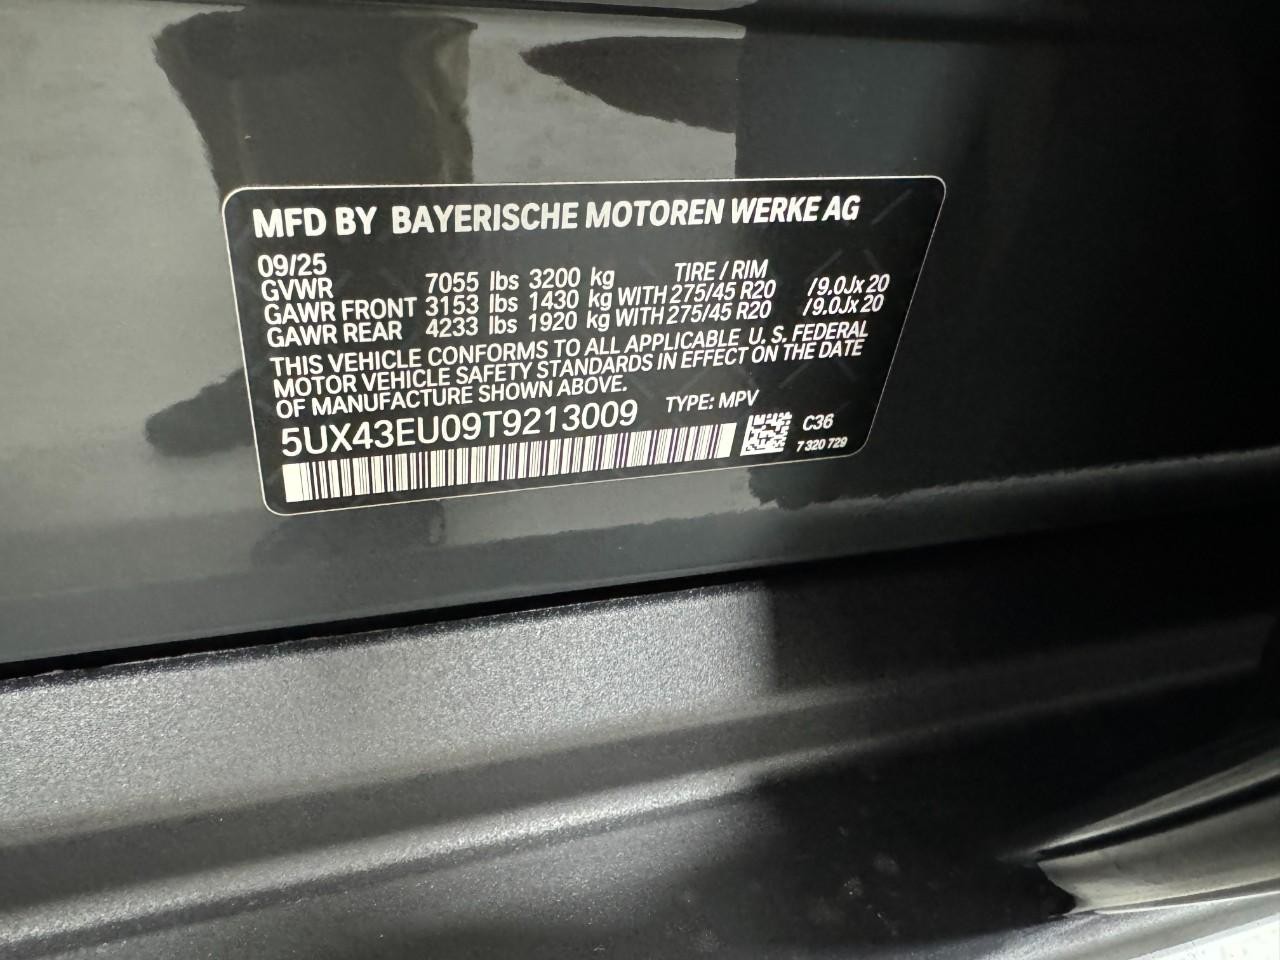 MFD BY BAYERISCHE MOTOREN WERKE AG
09/25
GVWR 7055 lbs 3200 kg TIRE / RIM
GAWR FRONT 3153 lbs 1430 kg WITH 275/45 R20 /9.0Jx20
GAWR REAR 4233 lbs 1920 kg WITH 275/45 R20 /9.0Jx20
THIS VEHICLE CONFORMS TO ALL APPLICABLE U. S. FEDERAL
MOTOR VEHICLE SAFETY STANDARDS IN EFFECT ON THE DATE
OF MANUFACTURE SHOWN ABOVE.
5UX43EU09T9213009 TYPE: MPV
C36
7 320 729